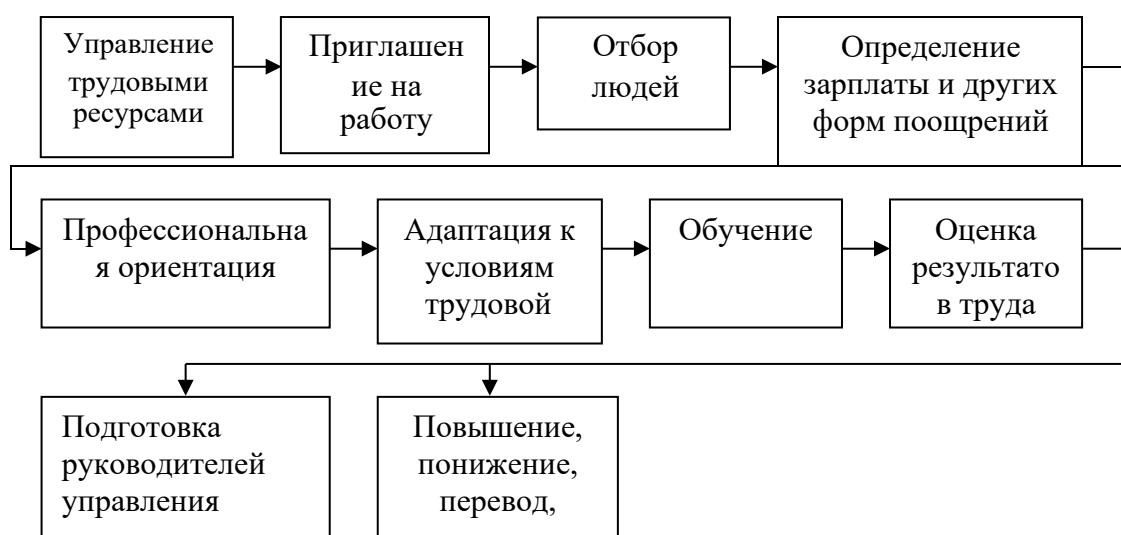 Управление
трудовыми
ресурсами
Приглашен
ие на
работу
Отбор
людей
Определение
зарплаты и других
форм поощрений
Профессиональна
я ориентация
Адаптация к
условиям
трудовой
Обучение
Оценка
результато
в труда
Подготовка
руководителей
управления
Повышение,
понижение,
перевод,